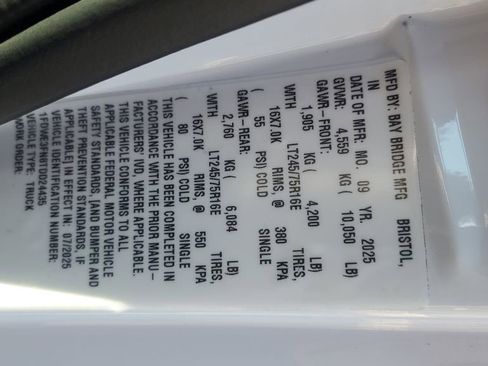 MFD BY: BAY BRIDGE MFG BRISTOL,
IN
DATE OF MFR: MO. 09 YR. 2025
GVWR: 4,559 KG ( 10,050 LB)
GAWR-FRONT:
1,905 KG ( 4,200 LB)
WITH LT245/75R16E TIRES,
16X7.0K RIMS, @ 380 KPA
( 55 PSI) COLD SINGLE
GAWR-REAR:
2,760 KG ( 6,084 LB)
WITH LT245/75R16E TIRES,
16X7.0K RIMS, @ 550 KPA
( 80 PSI) COLD SINGLE
THIS VEHICLE HAS BEEN COMPLETED IN
ACCORDANCE WITH THE PRIOR MANU-
FACTURERS' IVD, WHERE APPLICABLE.
THIS VEHICLE CONFORMS TO ALL
APPLICABLE FEDERAL MOTOR VEHICLE
SAFETY STANDARDS, [AND BUMPER AND
THEFT PREVENTION STANDARDS, IF
APPLICABLE] IN EFFECT IN: 07/2025
VEHICLE IDENTIFICATION NUMBER:
VEHICLE TYPE: TRUCK
WORK ORDER: